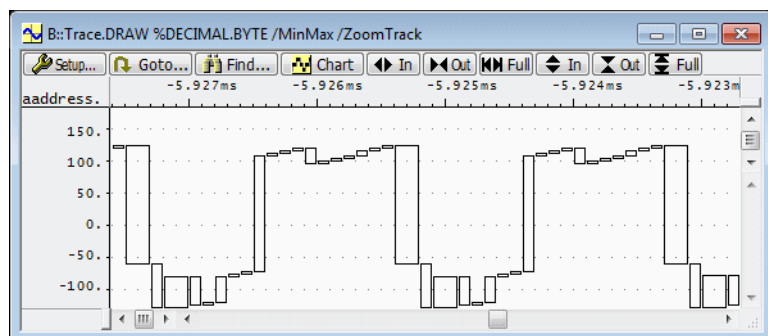 B::Trace.DRAW %DECIMAL.BYTE /MinMax /ZoomTrack
Setup... Goto... Find... Chart In Out Full In Out Full
-5.927ms -5.926ms -5.925ms -5.924ms -5.923m
aaddress.
150.
100.
50.
0.
-50.
-100.